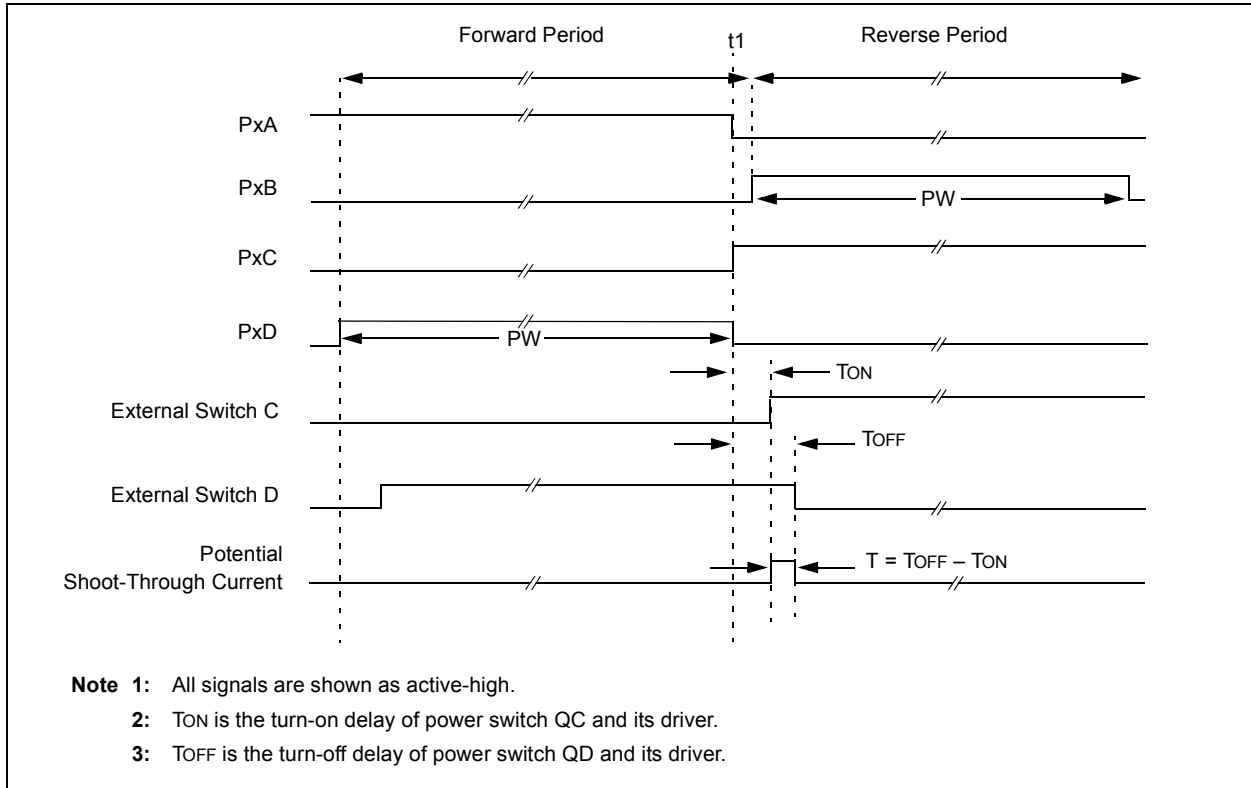 Forward Period t1 Reverse Period
PxA
PxB
PW
PxC
PxD
PW
TON
External Switch C
TOFF
External Switch D
Potential
Shoot-Through Current
T = TOFF – TON
Note 1: All signals are shown as active-high.
2: TON is the turn-on delay of power switch QC and its driver.
3: TOFF is the turn-off delay of power switch QD and its driver.